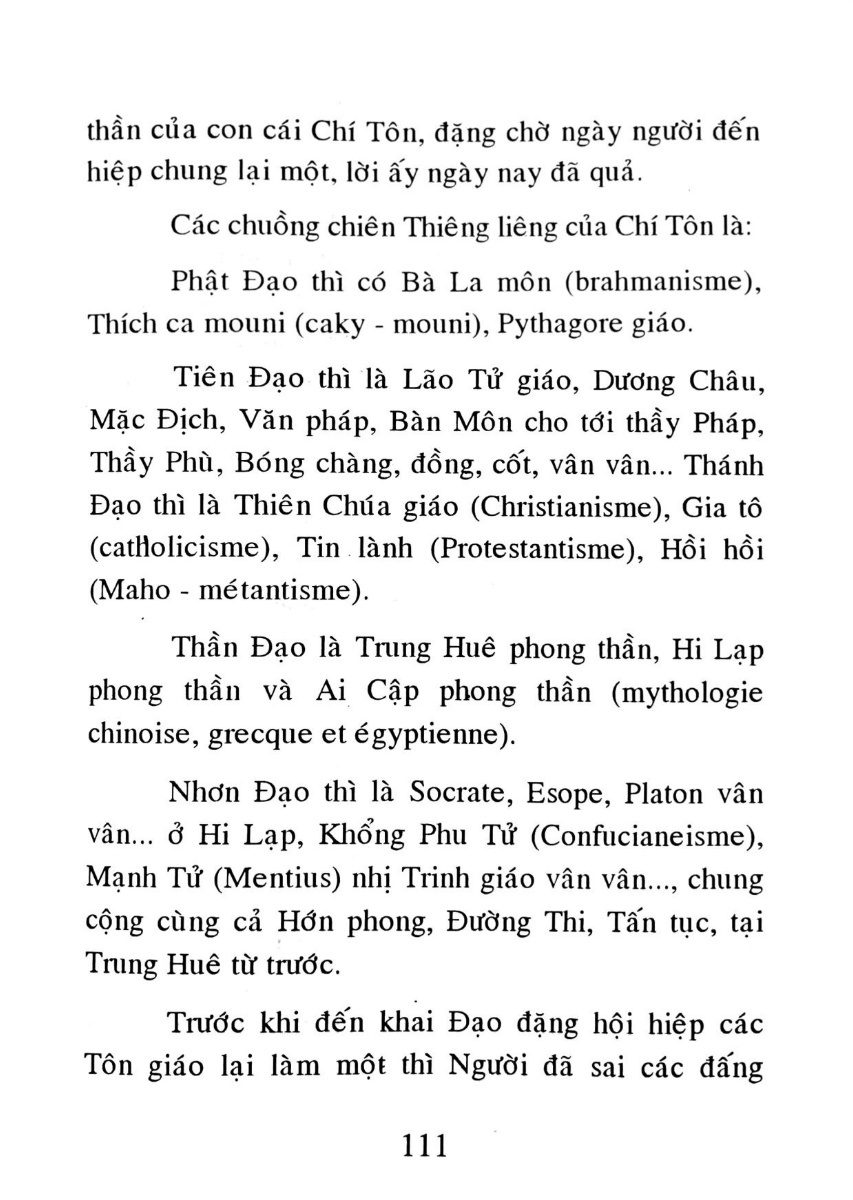 thần của con cái Chí Tôn, đặng chờ ngày người đến
hiệp chung lại một, lời ấy ngày nay đã quả.
Các chuồng chiên Thiêng liêng của Chí Tôn là:
Phật Đạo thì có Bà La môn (brahmanisme),
Thích ca mouni (caky - mouni), Pythagore giáo.
Tiên Đạo thì là Lão Tử giáo, Dương Châu,
Mặc Địch, Văn pháp, Bàn Môn cho tới thầy Pháp,
Thầy Phù, Bóng chàng, đồng, cốt, vân vân... Thánh
Đạo thì là Thiên Chúa giáo (Christianisme), Gia tô
(catholicisme), Tin lành (Protestantisme), Hồi hồi
(Maho - métantisme).
Thần Đạo là Trung Huê phong thần, Hi Lạp
phong thần và Ai Cập phong thần (mythologie
chinoise, grecque et égyptienne).
Nhơn Đạo thì là Socrate, Esope, Platon vân
vân... ở Hi Lạp, Khổng Phu Tử (Confucianeisme),
Mạnh Tử (Mentius) nhị Trinh giáo vân vân..., chung
cộng cùng cả Hớn phong, Đường Thi, Tấn tục, tại
Trung Huê từ trước.
Trước khi đến khai Đạo đặng hội hiệp các
Tôn giáo lại làm một thì Người đã sai các đấng
111